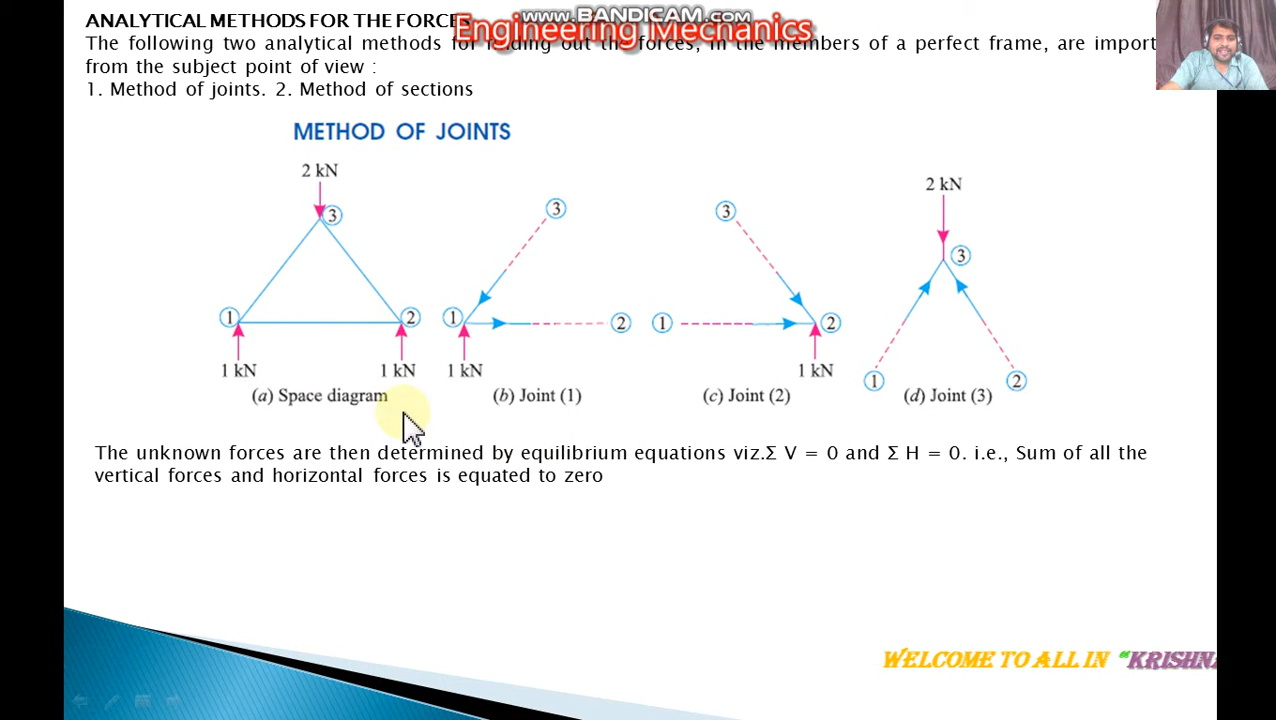 www.BANDICAM.com
ANALYTICAL METHODS FOR THE FORCES
Engineering Mechanics
The following two analytical methods for finding out the forces, in the members of a perfect frame, are import
from the subject point of view :
1. Method of joints. 2. Method of sections
METHOD OF JOINTS
2 kN
2 kN
3
3
3
3
1
2
1
2
1
2
1 kN
1 kN
1 kN
1 kN
1
2
(a) Space diagram
(b) Joint (1)
(c) Joint (2)
(d) Joint (3)
The unknown forces are then determined by equilibrium equations viz.Σ V = 0 and Σ H = 0. i.e., Sum of all the
vertical forces and horizontal forces is equated to zero
WELCOME TO ALL IN "KRISHNA